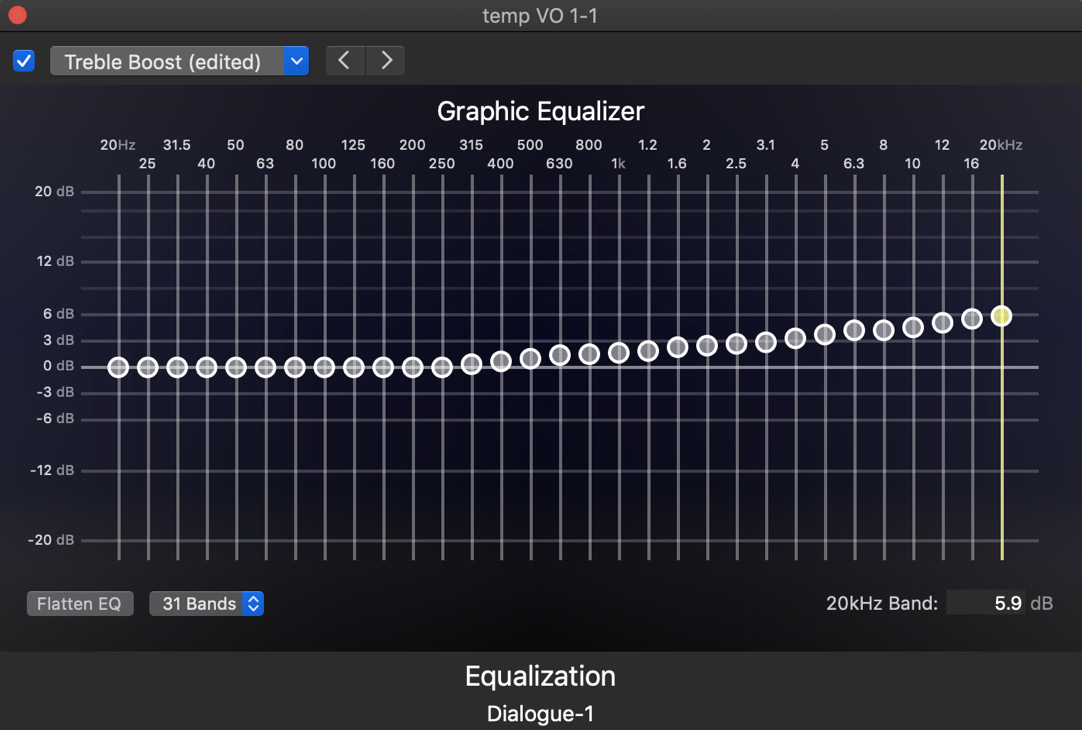 temp VO 1-1
Treble Boost (edited)
Graphic Equalizer
20Hz 31.5 50 80 125 200 315 500 800 1.2 2 3.1 5 8 12 20kHz
25 40 63 100 160 250 400 630 1k 1.6 2.5 4 6.3 10 16
20 dB
12 dB
6 dB
3 dB
0 dB
-3 dB
-6 dB
-12 dB
-20 dB
Flatten EQ 31 Bands 20kHz Band: 5.9 dB
Equalization
Dialogue-1